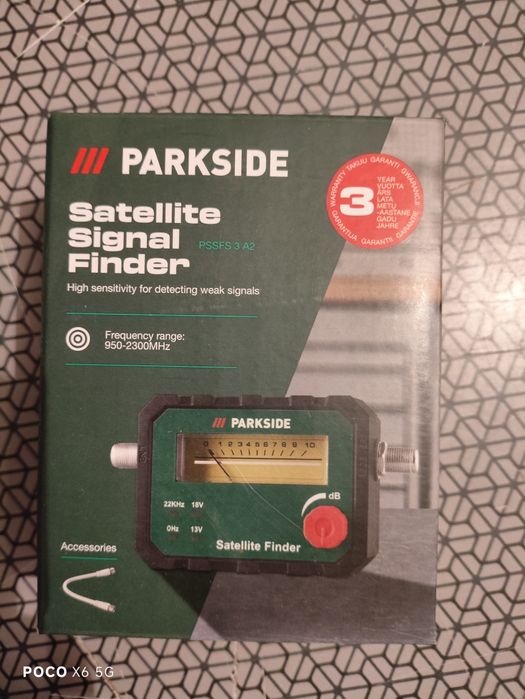 PARKSIDE
Satellite
Signal
Finder
PSSFS 3 A2
High sensitivity for detecting weak signals
Frequency range:
950-2300MHz
WARRANTY TAKUU GARANTI GWARANCJA
GARANTIJA GARANTII GARANTIE
3
YEAR
VUOTTA
ÅRS
LATA
METŲ
-AASTANE
GADU
JAHRE
PARKSIDE
0 1 2 3 4 5 6 7 8 9 10
dB
22KHz 18V
0Hz 13V
Satellite Finder
Accessories
POCO X6 5G